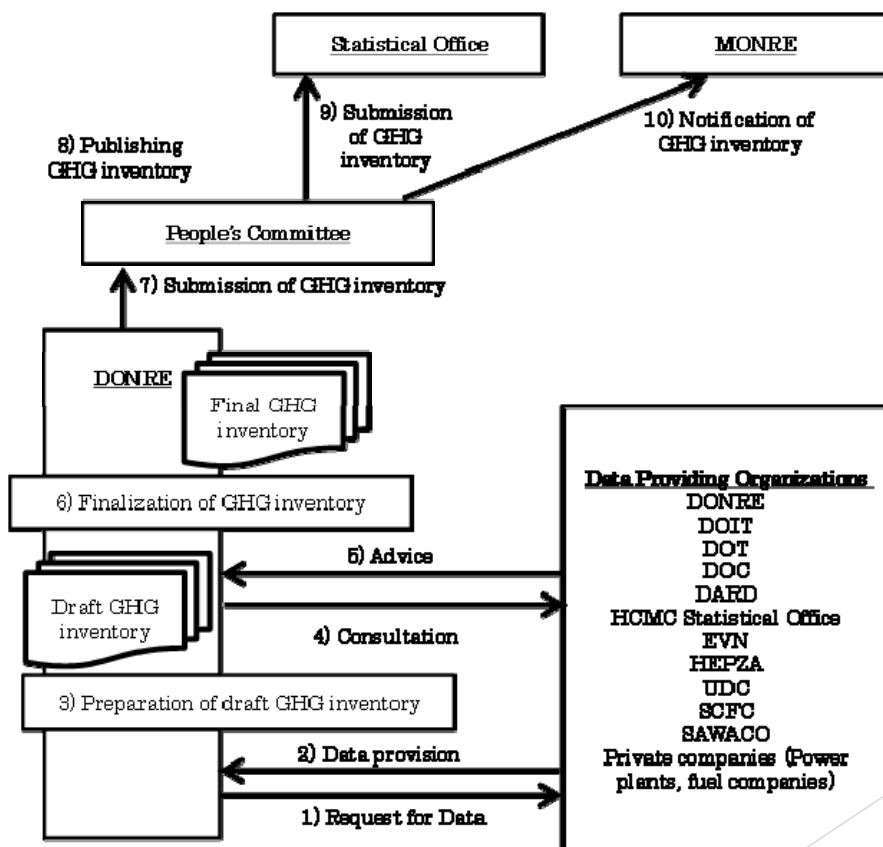 Statistical Office
MONRE
9) Submission
of GHG
inventory
10) Notification of
GHG inventory
8) Publishing
GHG inventory
People's Committee
7) Submission of GHG inventory
DONRE
Final GHG
inventory
6) Finalization of GHG inventory
5) Advice
Draft GHG
inventory
4) Consultation
3) Preparation of draft GHG inventory
2) Data provision
1) Request for Data
Data Providing Organizations
DONRE
DOIT
DOT
DOC
DARD
HCMC Statistical Office
EVN
HEPZA
UDC
SCFC
SAWACO
Private companies (Power
plants, fuel companies)